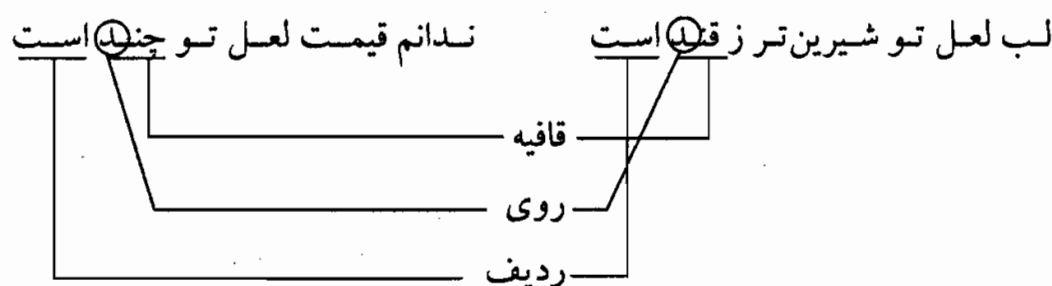 لب لعل تو شیرین‌تر ز قند است ندانم قیمت لعل تو چند است
قافیه
روی
ردیف